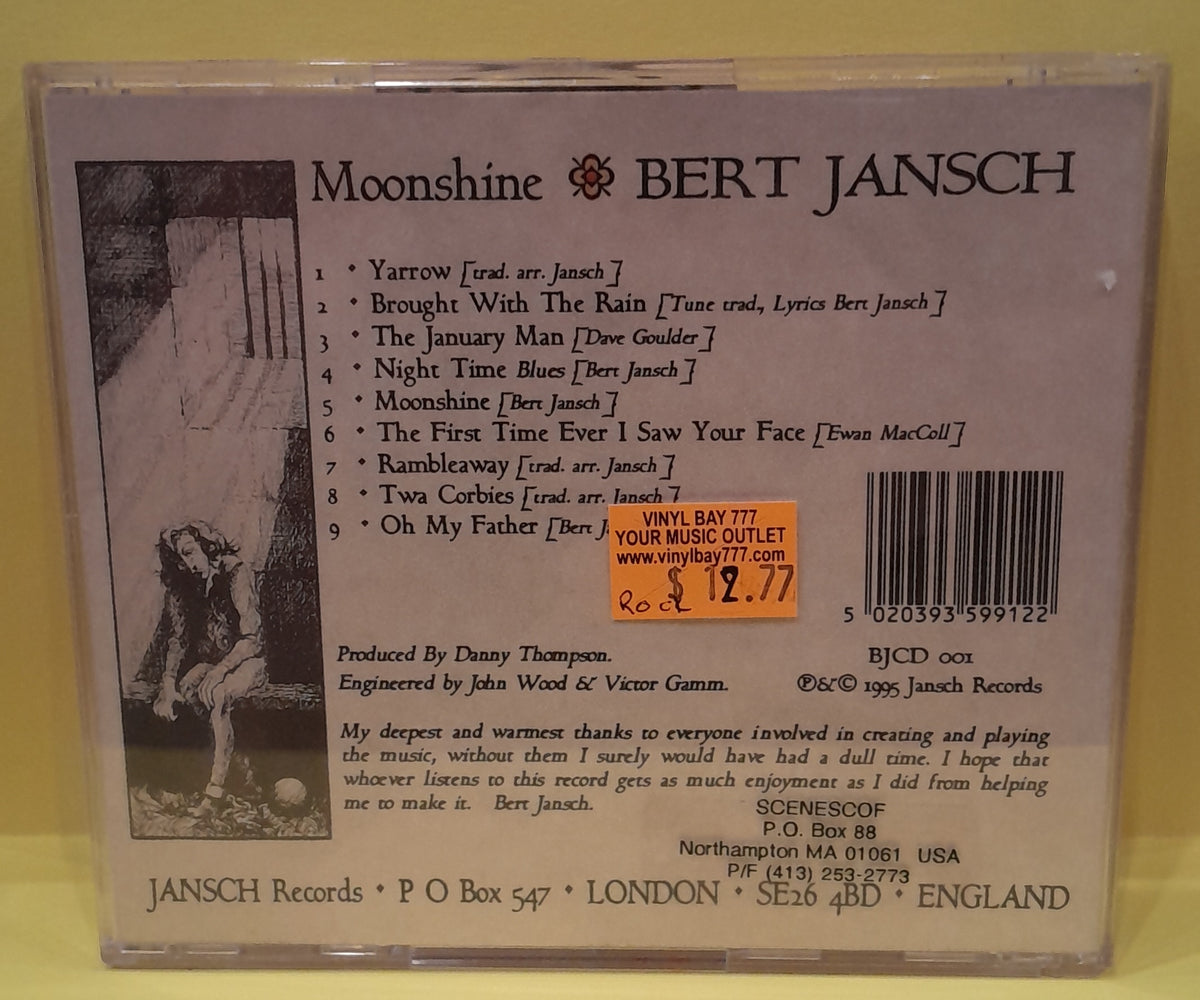 Moonshine BERT JANSCH
1 • Yarrow [trad. arr. Jansch]
2 • Brought With The Rain [Tune trad., Lyrics Bert Jansch]
3 • The January Man [Dave Goulder]
4 • Night Time Blues [Bert Jansch]
5 • Moonshine [Bert Jansch]
6 • The First Time Ever I Saw Your Face [Ewan MacColl]
7 • Rambleaway [trad. arr. Jansch]
8 • Twa Corbies [trad. arr. Jansch]
9 • Oh My Father [Bert J
VINYL BAY 777
YOUR MUSIC OUTLET
www.vinylbay777.com
$ 12.77
Rock
5 020393 599122
Produced By Danny Thompson.
Engineered by John Wood & Victor Gamm.
BJCD 001
℗&© 1995 Jansch Records
My deepest and warmest thanks to everyone involved in creating and playing
the music, without them I surely would have had a dull time. I hope that
whoever listens to this record gets as much enjoyment as I did from helping
me to make it. Bert Jansch.
SCENESCOF
P.O. Box 88
Northampton MA 01061 USA
P/F (413) 253-2773
JANSCH Records • P O Box 547 • LONDON • SE26 4BD • ENGLAND